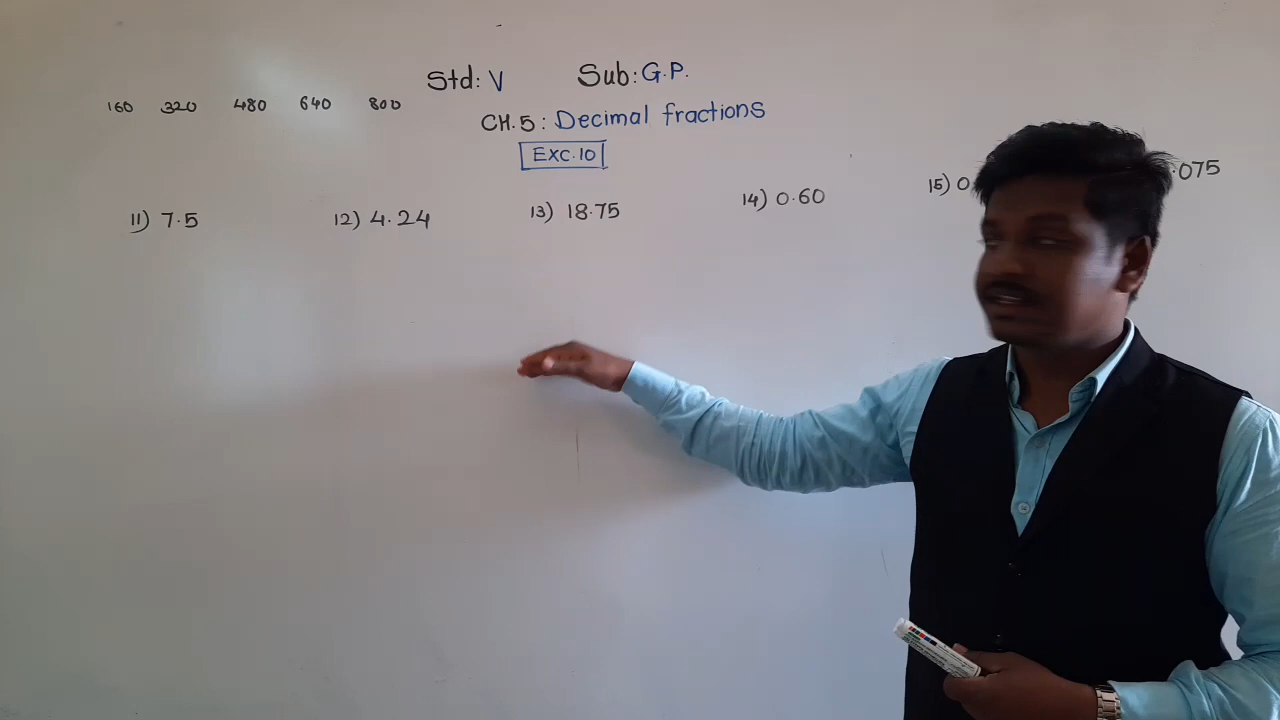 Std: V Sub: G.P.
160 320 480 640 800
CH.5: Decimal fractions
EXC.10
11) 7.5 12) 4.24 13) 18.75 14) 0.60 15) 0 .075